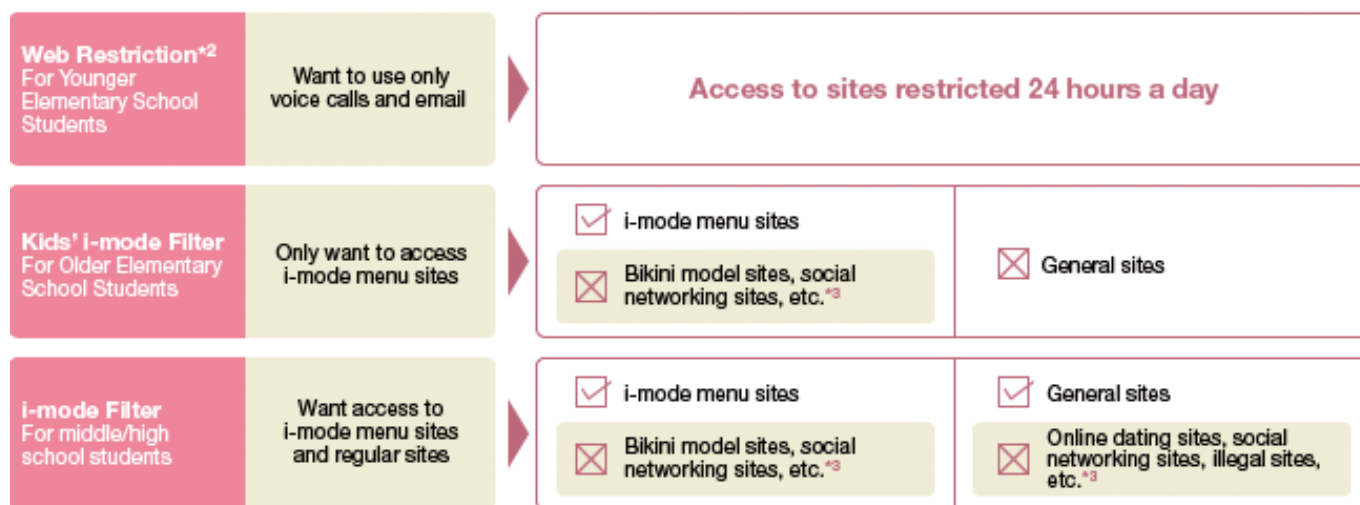 Web Restriction*2
For Younger
Elementary School
Students
Want to use only
voice calls and email
Access to sites restricted 24 hours a day
Kids' i-mode Filter
For Older Elementary
School Students
Only want to access
i-mode menu sites
i-mode menu sites
Bikini model sites, social
networking sites, etc.*3
General sites
i-mode Filter
For middle/high
school students
Want access to
i-mode menu sites
and regular sites
i-mode menu sites
Bikini model sites, social
networking sites, etc.*3
General sites
Online dating sites, social
networking sites, illegal sites,
etc.*3